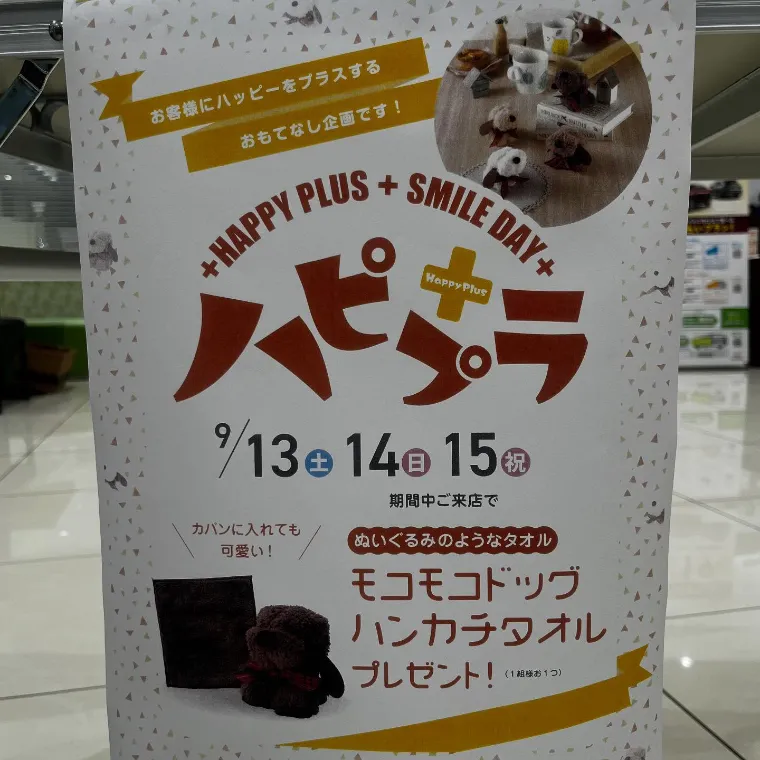 お客様にハッピーをプラスする
おもてなし企画です！
+HAPPY PLUS + SMILE DAY+
ハピプラ
HappyPlus
9/13土 14日 15祝
期間中ご来店で
カバンに入れても
可愛い！
ぬいぐるみのようなタオル
モコモコドッグ
ハンカチタオル
プレゼント！（1組様お1つ）